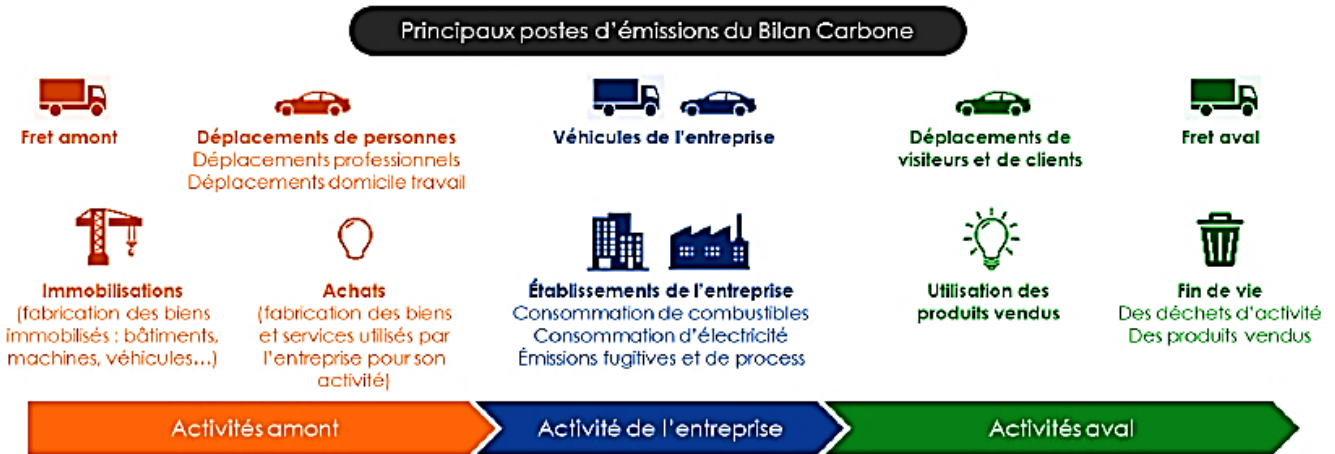 Principaux postes d'émissions du Bilan Carbone
Fret amont
Déplacements de personnes
Déplacements professionnels
Déplacements domicile travail
Véhicules de l'entreprise
Déplacements de
visiteurs et de clients
Fret aval
Immobilisations
(fabrication des biens
immobilisés : bâtiments,
machines, véhicules...)
Achats
(fabrication des biens
et services utilisés par
l'entreprise pour son
activité)
Établissements de l'entreprise
Consommation de combustibles
Consommation d'électricité
Émissions fugitives et de process
Utilisation des
produits vendus
Fin de vie
Des déchets d'activité
Des produits vendus
Activités amont
Activité de l'entreprise
Activités aval